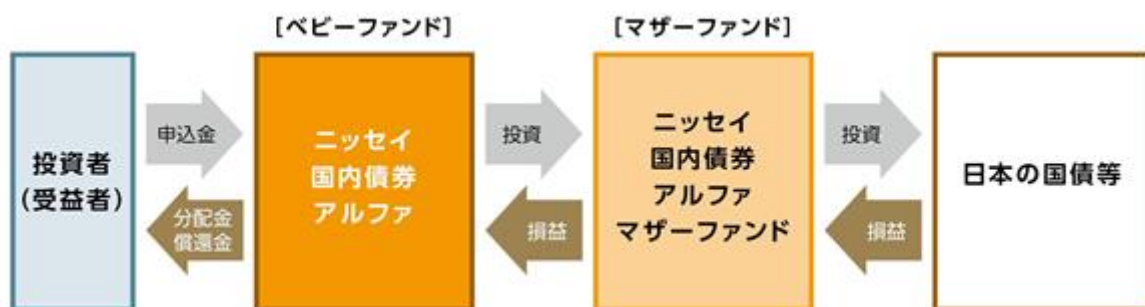 [ベビーファンド]
[マザーファンド]
投資者
(受益者)
申込金
分配金
償還金
ニッセイ
国内債券
アルファ
投資
損益
ニッセイ
国内債券
アルファ
マザーファンド
投資
損益
日本の国債等